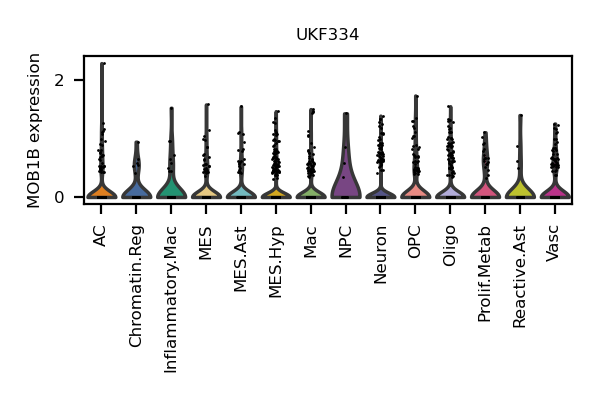 UKF334
MOB1B expression
2
0
AC
Chromatin.Reg
Inflammatory.Mac
MES
MES.Ast
MES.Hyp
Mac
NPC
Neuron
OPC
Oligo
Prolif.Metab
Reactive.Ast
Vasc